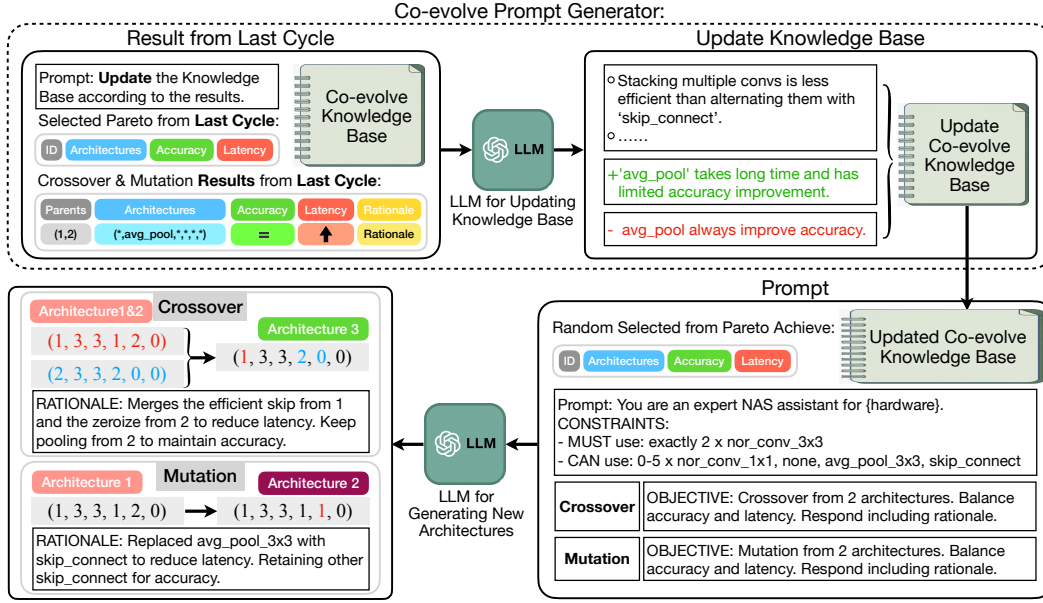 Co-evolve Prompt Generator:
Result from Last Cycle
Prompt: Update the Knowledge
Base according to the results.
Selected Pareto from Last Cycle:
ID Architectures Accuracy Latency
Co-evolve
Knowledge
Base
Crossover & Mutation Results from Last Cycle:
Parents Architectures Accuracy Latency Rationale
(1,2) (*,avg_pool,*,*,*,*) = Rationale
LLM
LLM for Updating
Knowledge Base
Update Knowledge Base
Stacking multiple convs is less
efficient than alternating them with
‘skip_connect’.
......
+'avg_pool' takes long time and has
limited accuracy improvement.
- avg_pool always improve accuracy.
Update
Co-evolve
Knowledge
Base
Prompt
Random Selected from Pareto Achieve:
ID Architectures Accuracy Latency
Updated Co-evolve
Knowledge Base
Prompt: You are an expert NAS assistant for {hardware}.
CONSTRAINTS:
- MUST use: exactly 2 x nor_conv_3x3
- CAN use: 0-5 x nor_conv_1x1, none, avg_pool_3x3, skip_connect
Crossover
OBJECTIVE: Crossover from 2 architectures. Balance
accuracy and latency. Respond including rationale.
Mutation
OBJECTIVE: Mutation from 2 architectures. Balance
accuracy and latency. Respond including rationale.
LLM
LLM for
Generating New
Architectures
Crossover
Architecture1&2
(1, 3, 3, 1, 2, 0)
(2, 3, 3, 2, 0, 0)
Architecture 3
(1, 3, 3, 2, 0, 0)
RATIONALE: Merges the efficient skip from 1
and the zeroize from 2 to reduce latency. Keep
pooling from 2 to maintain accuracy.
Mutation
Architecture 1
(1, 3, 3, 1, 2, 0)
Architecture 2
(1, 3, 3, 1, 1, 0)
RATIONALE: Replaced avg_pool_3x3 with
skip_connect to reduce latency. Retaining other
skip_connect for accuracy.